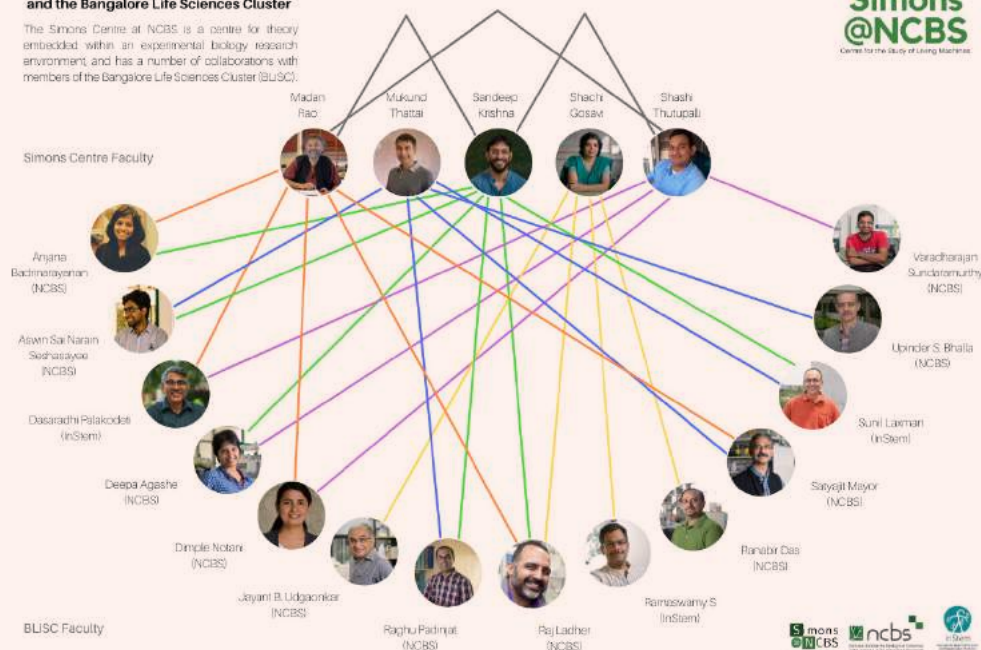 and the Bangalore Life Sciences Cluster
The Simons Centre at NCBS is a centre for theory
embedded within an experimental biology research
environment, and has a number of collaborations with
members of the Bangalore Life Sciences Cluster (BLiSC).
Simons
@NCBS
Centre for the Study of Living Machines
Madan
Rao
Mukund
Thattai
Sandeep
Krishna
Shachi
Gosavi
Shashi
Thutupalli
Simons Centre Faculty
Anjana
Badrinarayanan
(NCBS)
Varadharajan
Sundaramurthy
(NCBS)
Aswin Sai Narain
Seshasayee
(NCBS)
Upinder S. Bhalla
(NCBS)
Dasaradhi Palakodeti
(inStem)
Sunil Laxman
(inStem)
Deepa Agashe
(NCBS)
Satyajit Mayor
(NCBS)
Dimple Notani
(NCBS)
Ranabir Das
(NCBS)
Jayant B. Udgaonkar
(NCBS)
Ramaswamy S
(inStem)
Raghu Padinjat
(NCBS)
Raj Ladher
(NCBS)
BLiSC Faculty
Simons
@NCBS
ncbs
inStem